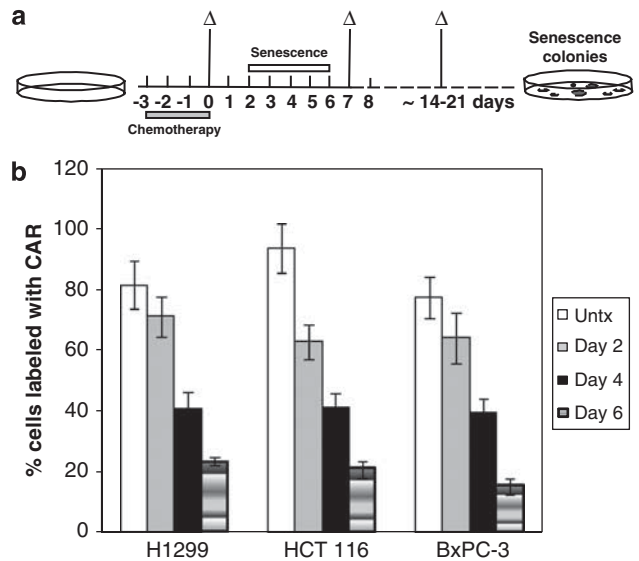 a
Δ Δ Δ
Senescence
Senescence
colonies
-3 -2 -1 0 1 2 3 4 5 6 7 8 ~ 14-21 days
Chemotherapy
b
% cells labeled with CAR
120
100
80
60
40
20
0
H1299 HCT 116 BxPC-3
Untx
Day 2
Day 4
Day 6